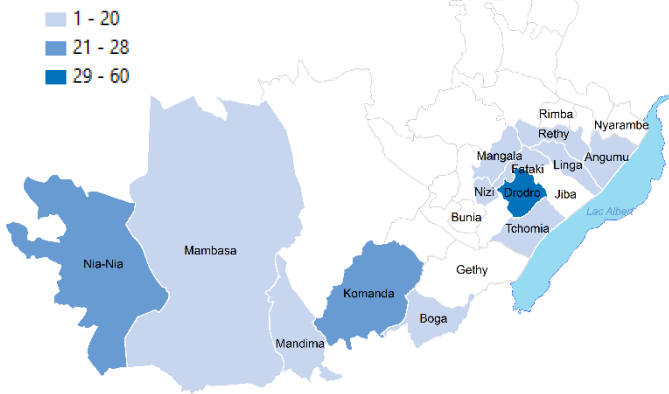 1 - 20
21 - 28
29 - 60
Rimba
Nyarambe
Rethy
Mangala
Fataki
Linga
Angumu
Nizi
Drodro
Jiba
Bunia
Lac Albert
Tchomia
Mambasa
Nia-Nia
Gethy
Komanda
Boga
Mandima